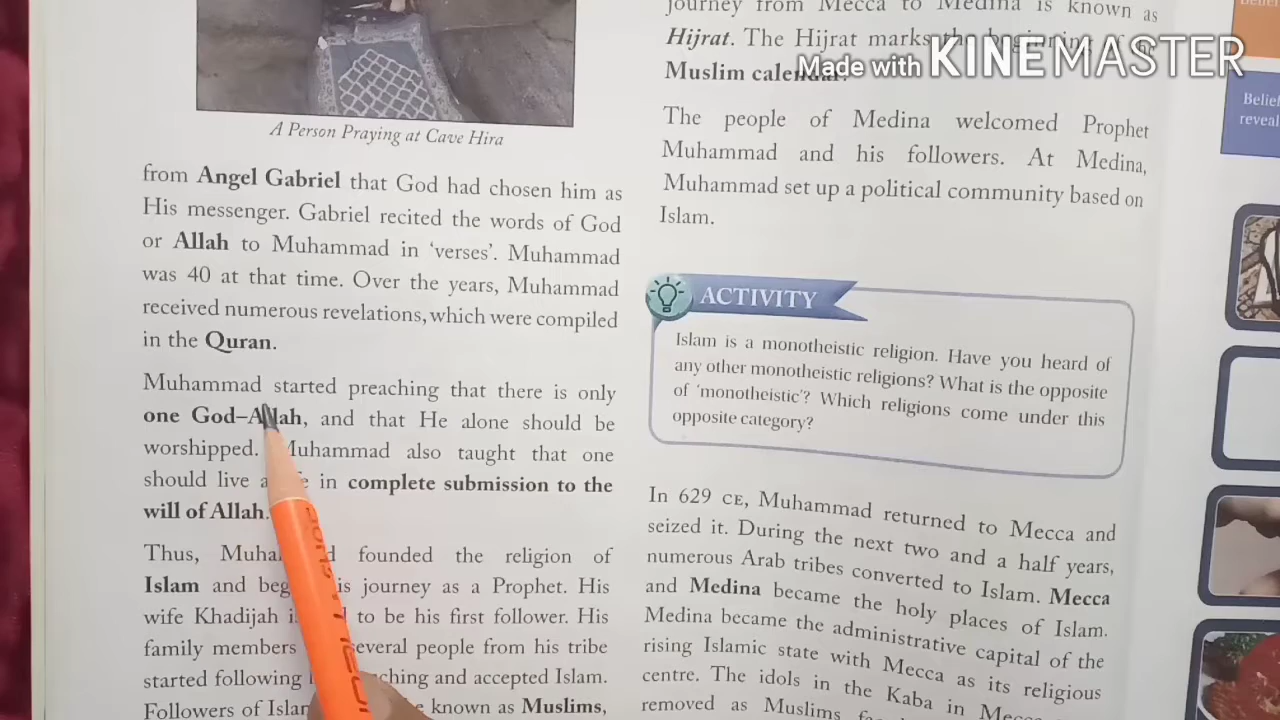 A Person Praying at Cave Hira
from Angel Gabriel that God had chosen him as
His messenger. Gabriel recited the words of God
or Allah to Muhammad in ‘verses’. Muhammad
was 40 at that time. Over the years, Muhammad
received numerous revelations, which were compiled
in the Quran.
Muhammad started preaching that there is only
one God–Allah, and that He alone should be
worshipped. Muhammad also taught that one
should live in complete submission to the
will of Allah.
Thus, founded the religion of
Islam and journey as a Prophet. His
wife Khadijah to be his first follower. His
family members several people from his tribe
started following and accepted Islam.
Followers of known as Muslims,
journey from Mecca to Medina is known as
Hijrat. The Hijrat marks the
Muslim calendar.
The people of Medina welcomed Prophet
Muhammad and his followers. At Medina,
Muhammad set up a political community based on
Islam.
ACTIVITY
Islam is a monotheistic religion. Have you heard of
any other monotheistic religions? What is the opposite
of ‘monotheistic’? Which religions come under this
opposite category?
In 629 CE, Muhammad returned to Mecca and
seized it. During the next two and a half years,
numerous Arab tribes converted to Islam. Mecca
and Medina became the holy places of Islam.
Medina became the administrative capital of the
rising Islamic state with Mecca as its religious
centre. The idols in the Kaba in Mecca
removed as Muslims
Made with KINEMASTER
Belie
revea